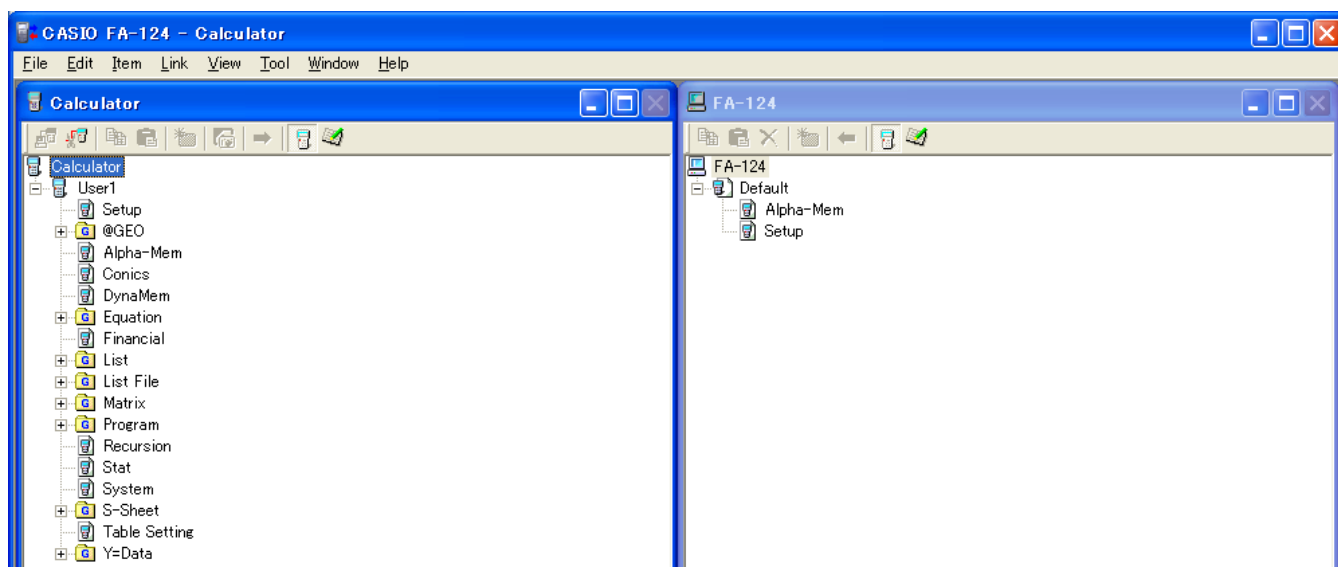 CASIO FA-124 - Calculator
File Edit Item Link View Tool Window Help
Calculator
Calculator
User1
Setup
@GEO
Alpha-Mem
Conics
DynaMem
Equation
Financial
List
List File
Matrix
Program
Recursion
Stat
System
S-Sheet
Table Setting
Y=Data
FA-124
FA-124
Default
Alpha-Mem
Setup